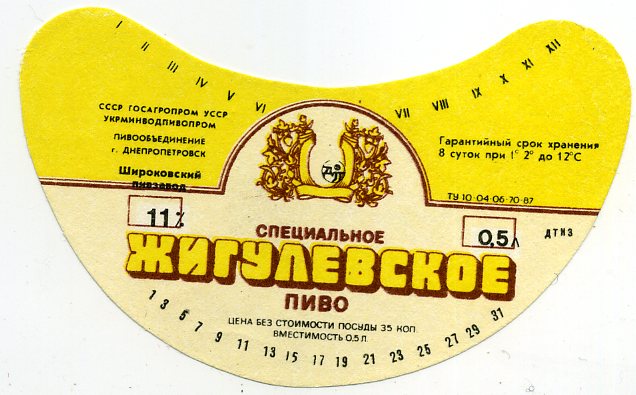 I II III IV V VI VII VIII IX X XI XII
СССР ГОСАГРОПРОМ УССР
УКРМИНВОДПИВОПРОМ
ПИВООБЪЕДИНЕНИЕ
г. ДНЕПРОПЕТРОВСК
Широковский
пивзавод
Гарантийный срок хранения
8 суток при 1° 2° до 12°С
ТУ 10·04·06·70·87
11%
0,5 л
ДТИЗ
СПЕЦИАЛЬНОЕ
ЖИГУЛЕВСКОЕ
ПИВО
ЦЕНА БЕЗ СТОИМОСТИ ПОСУДЫ 35 КОП.
ВМЕСТИМОСТЬ 0,5 Л.
1 3 5 7 9 11 13 15 17 19 21 23 25 27 29 31